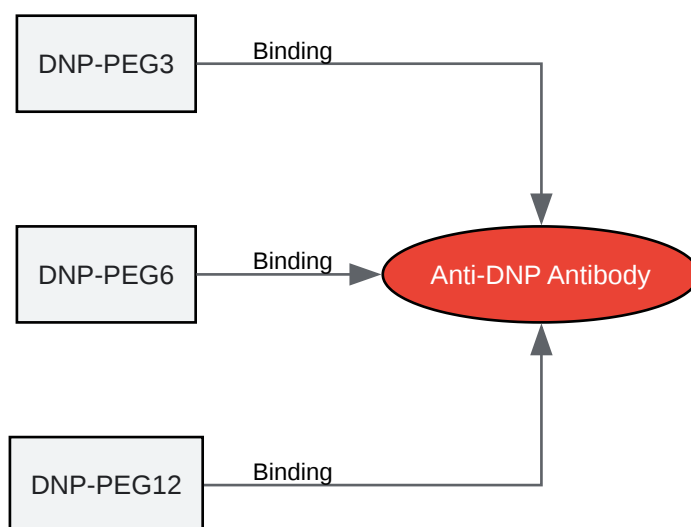 DNP-PEG3
Binding
DNP-PEG6
Binding
Anti-DNP Antibody
DNP-PEG12
Binding